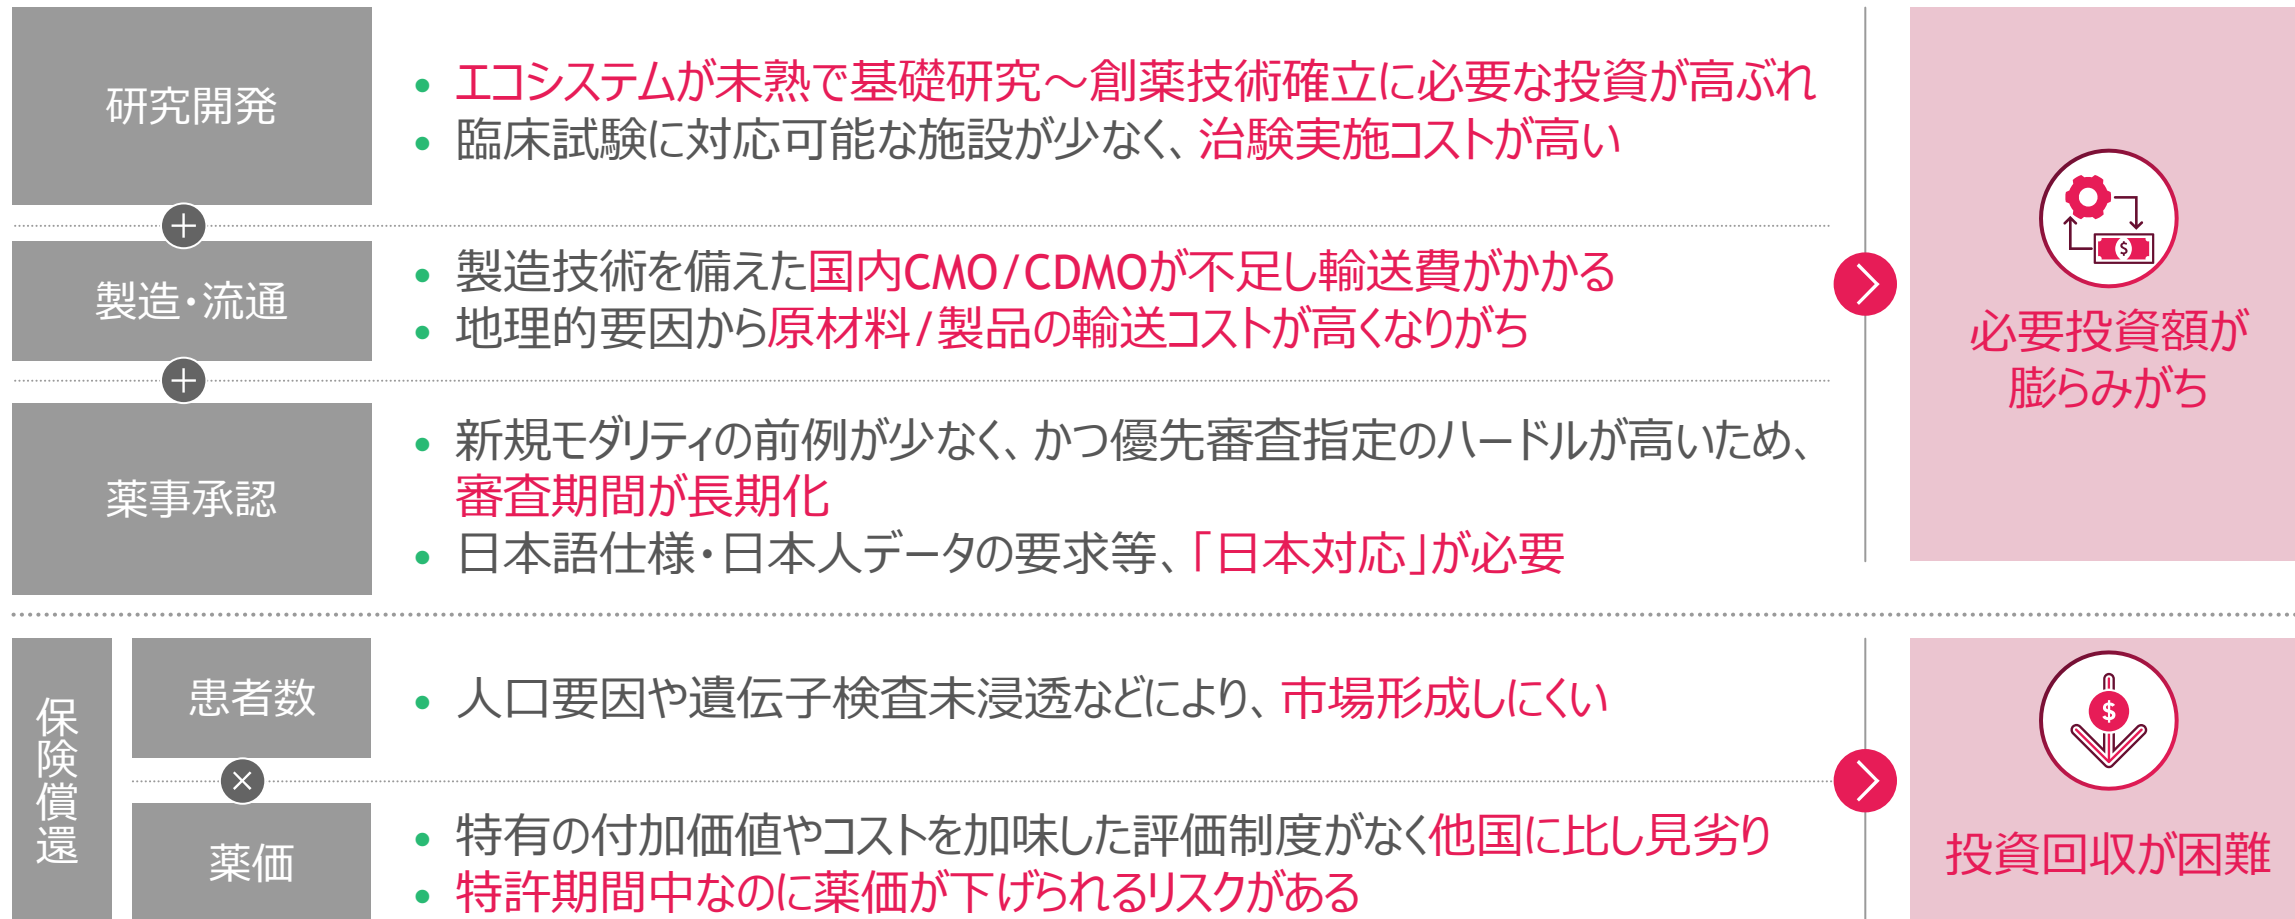 研究開発
• エコシステムが未熟で基礎研究～創薬技術確立に必要な投資が高ぶれ
• 臨床試験に対応可能な施設が少なく、治験実施コストが高い
製造・流通
• 製造技術を備えた国内CMO/CDMOが不足し輸送費がかかる
• 地理的要因から原材料/製品の輸送コストが高くなりがち
薬事承認
• 新規モダリティの前例が少なく、かつ優先審査指定のハードルが高いため、
審査期間が長期化
• 日本語仕様・日本人データの要求等、「日本対応」が必要
必要投資額が
膨らみがち
保険償還
患者数
• 人口要因や遺伝子検査未浸透などにより、市場形成しにくい
薬価
• 特有の付加価値やコストを加味した評価制度がなく他国に比し見劣り
• 特許期間中なのに薬価が下げられるリスクがある
投資回収が困難